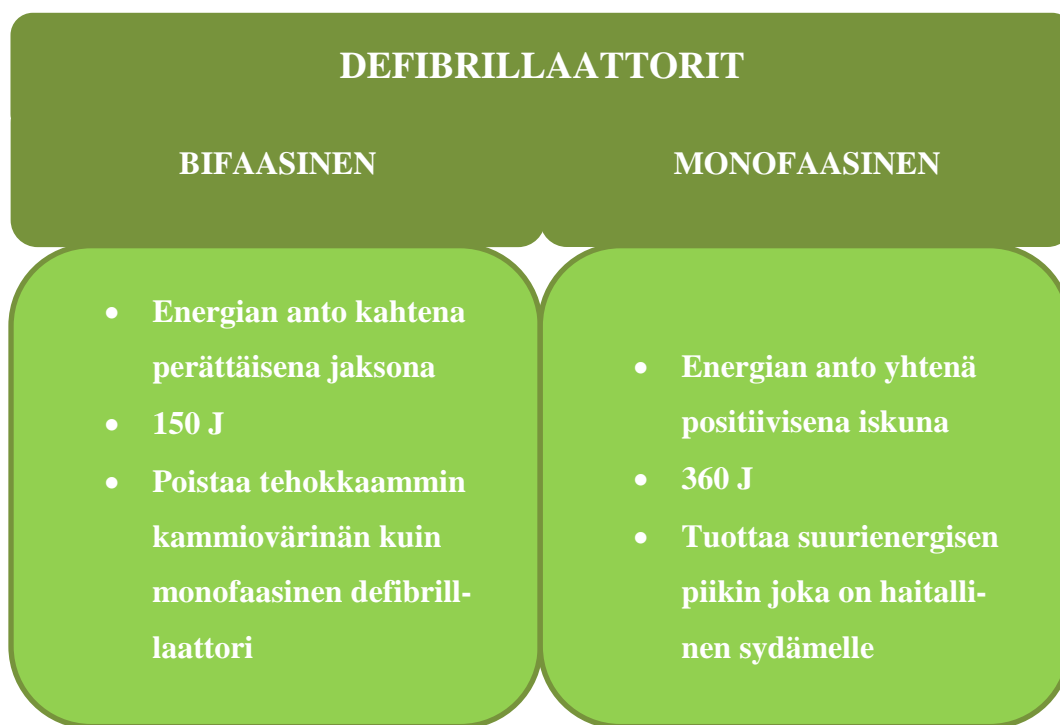 DEFIBRILLAATTORIT
BIFAASINEN
MONOFAASINEN
• Energian anto kahtena
perättäisena jaksona
• 150 J
• Poistaa tehokkaammin
kammiovärinän kuin
monofaasinen defibrill-
laattori
• Energian anto yhtenä
positiivisena iskuna
• 360 J
• Tuottaa suurienergisen
piikin joka on haitalli-
nen sydämelle